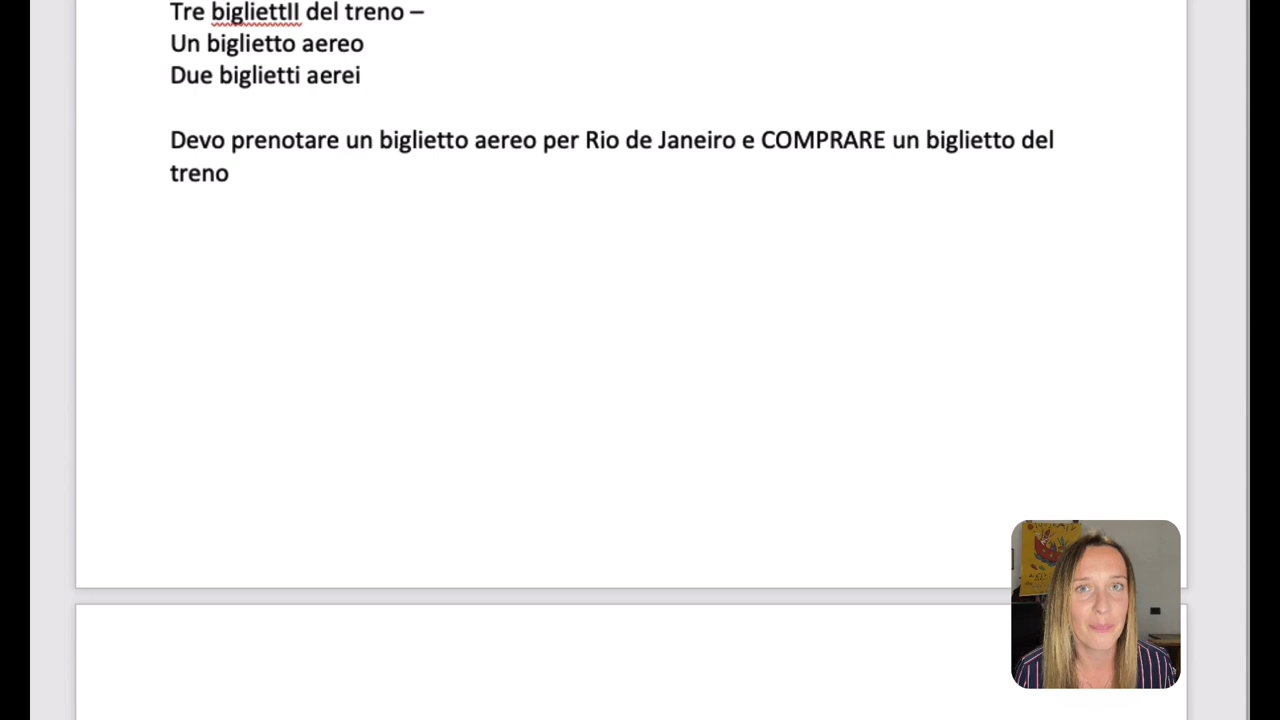 Tre bigliettII del treno –
Un biglietto aereo
Due biglietti aerei
Devo prenotare un biglietto aereo per Rio de Janeiro e COMPRARE un biglietto del
treno